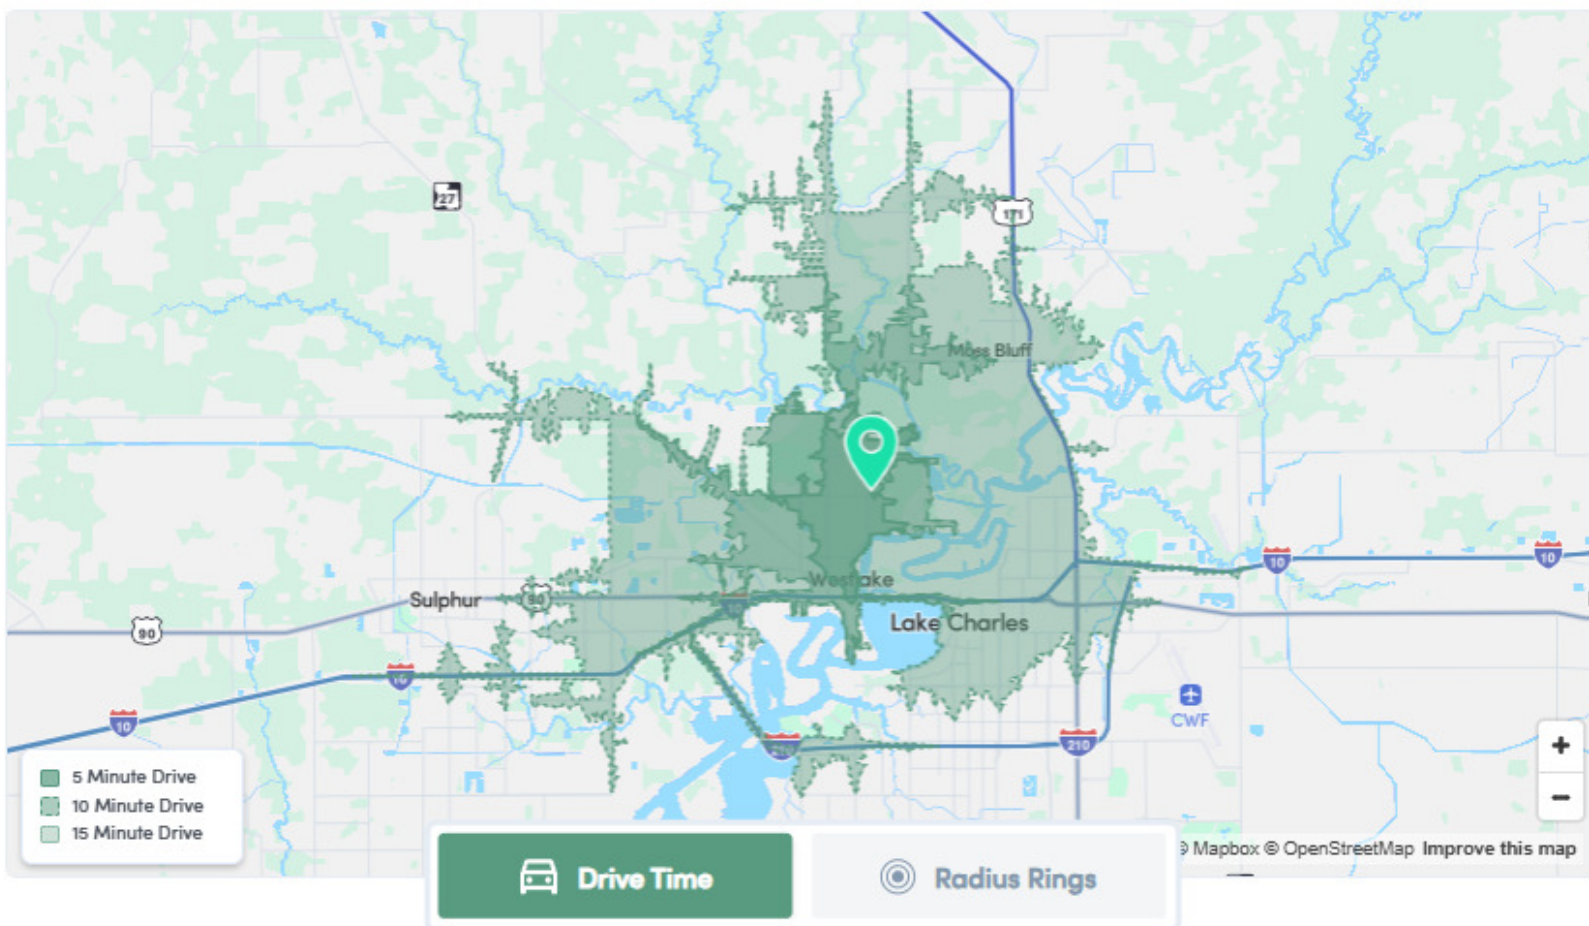 27
171
Moss Bluff
10
10
Westlake
Sulphur
90
10
Lake Charles
90
10
CWF
10
210
210
5 Minute Drive
10 Minute Drive
15 Minute Drive
Mapbox © OpenStreetMap Improve this map
Drive Time
Radius Rings